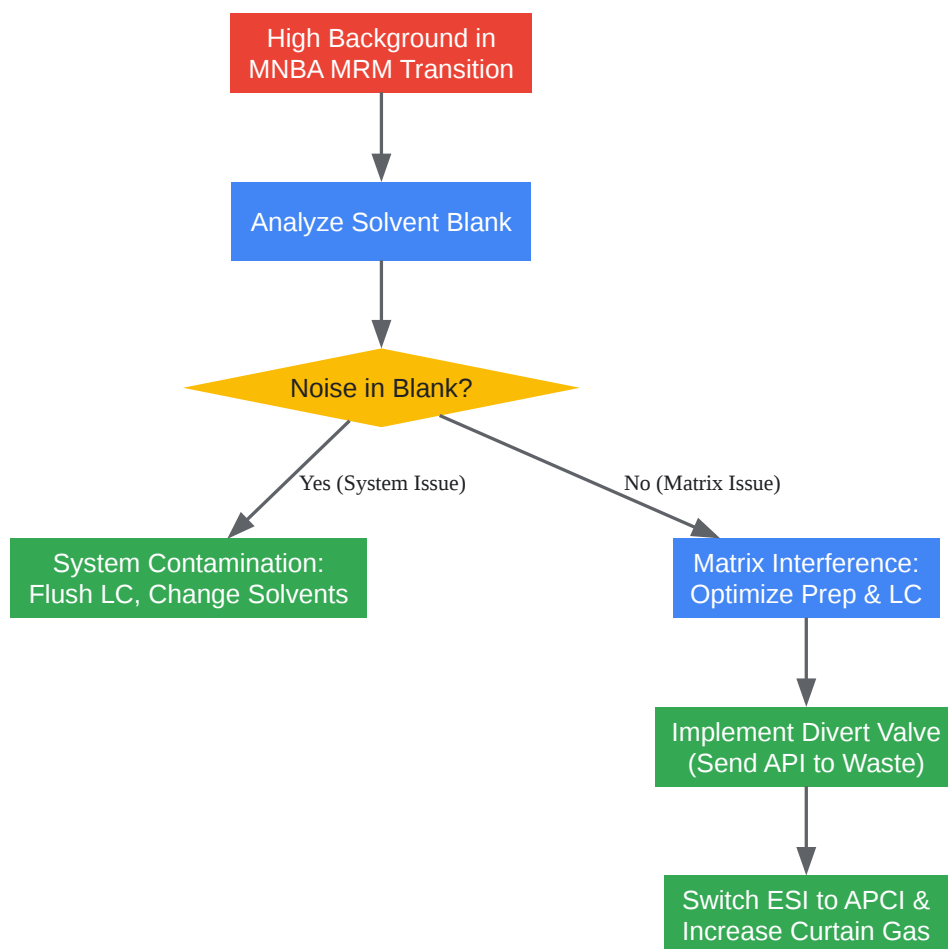 High Background in
MNBA MRM Transition
Analyze Solvent Blank
Noise in Blank?
Yes (System Issue)
No (Matrix Issue)
System Contamination:
Flush LC, Change Solvents
Matrix Interference:
Optimize Prep & LC
Implement Divert Valve
(Send API to Waste)
Switch ESI to APCI &
Increase Curtain Gas